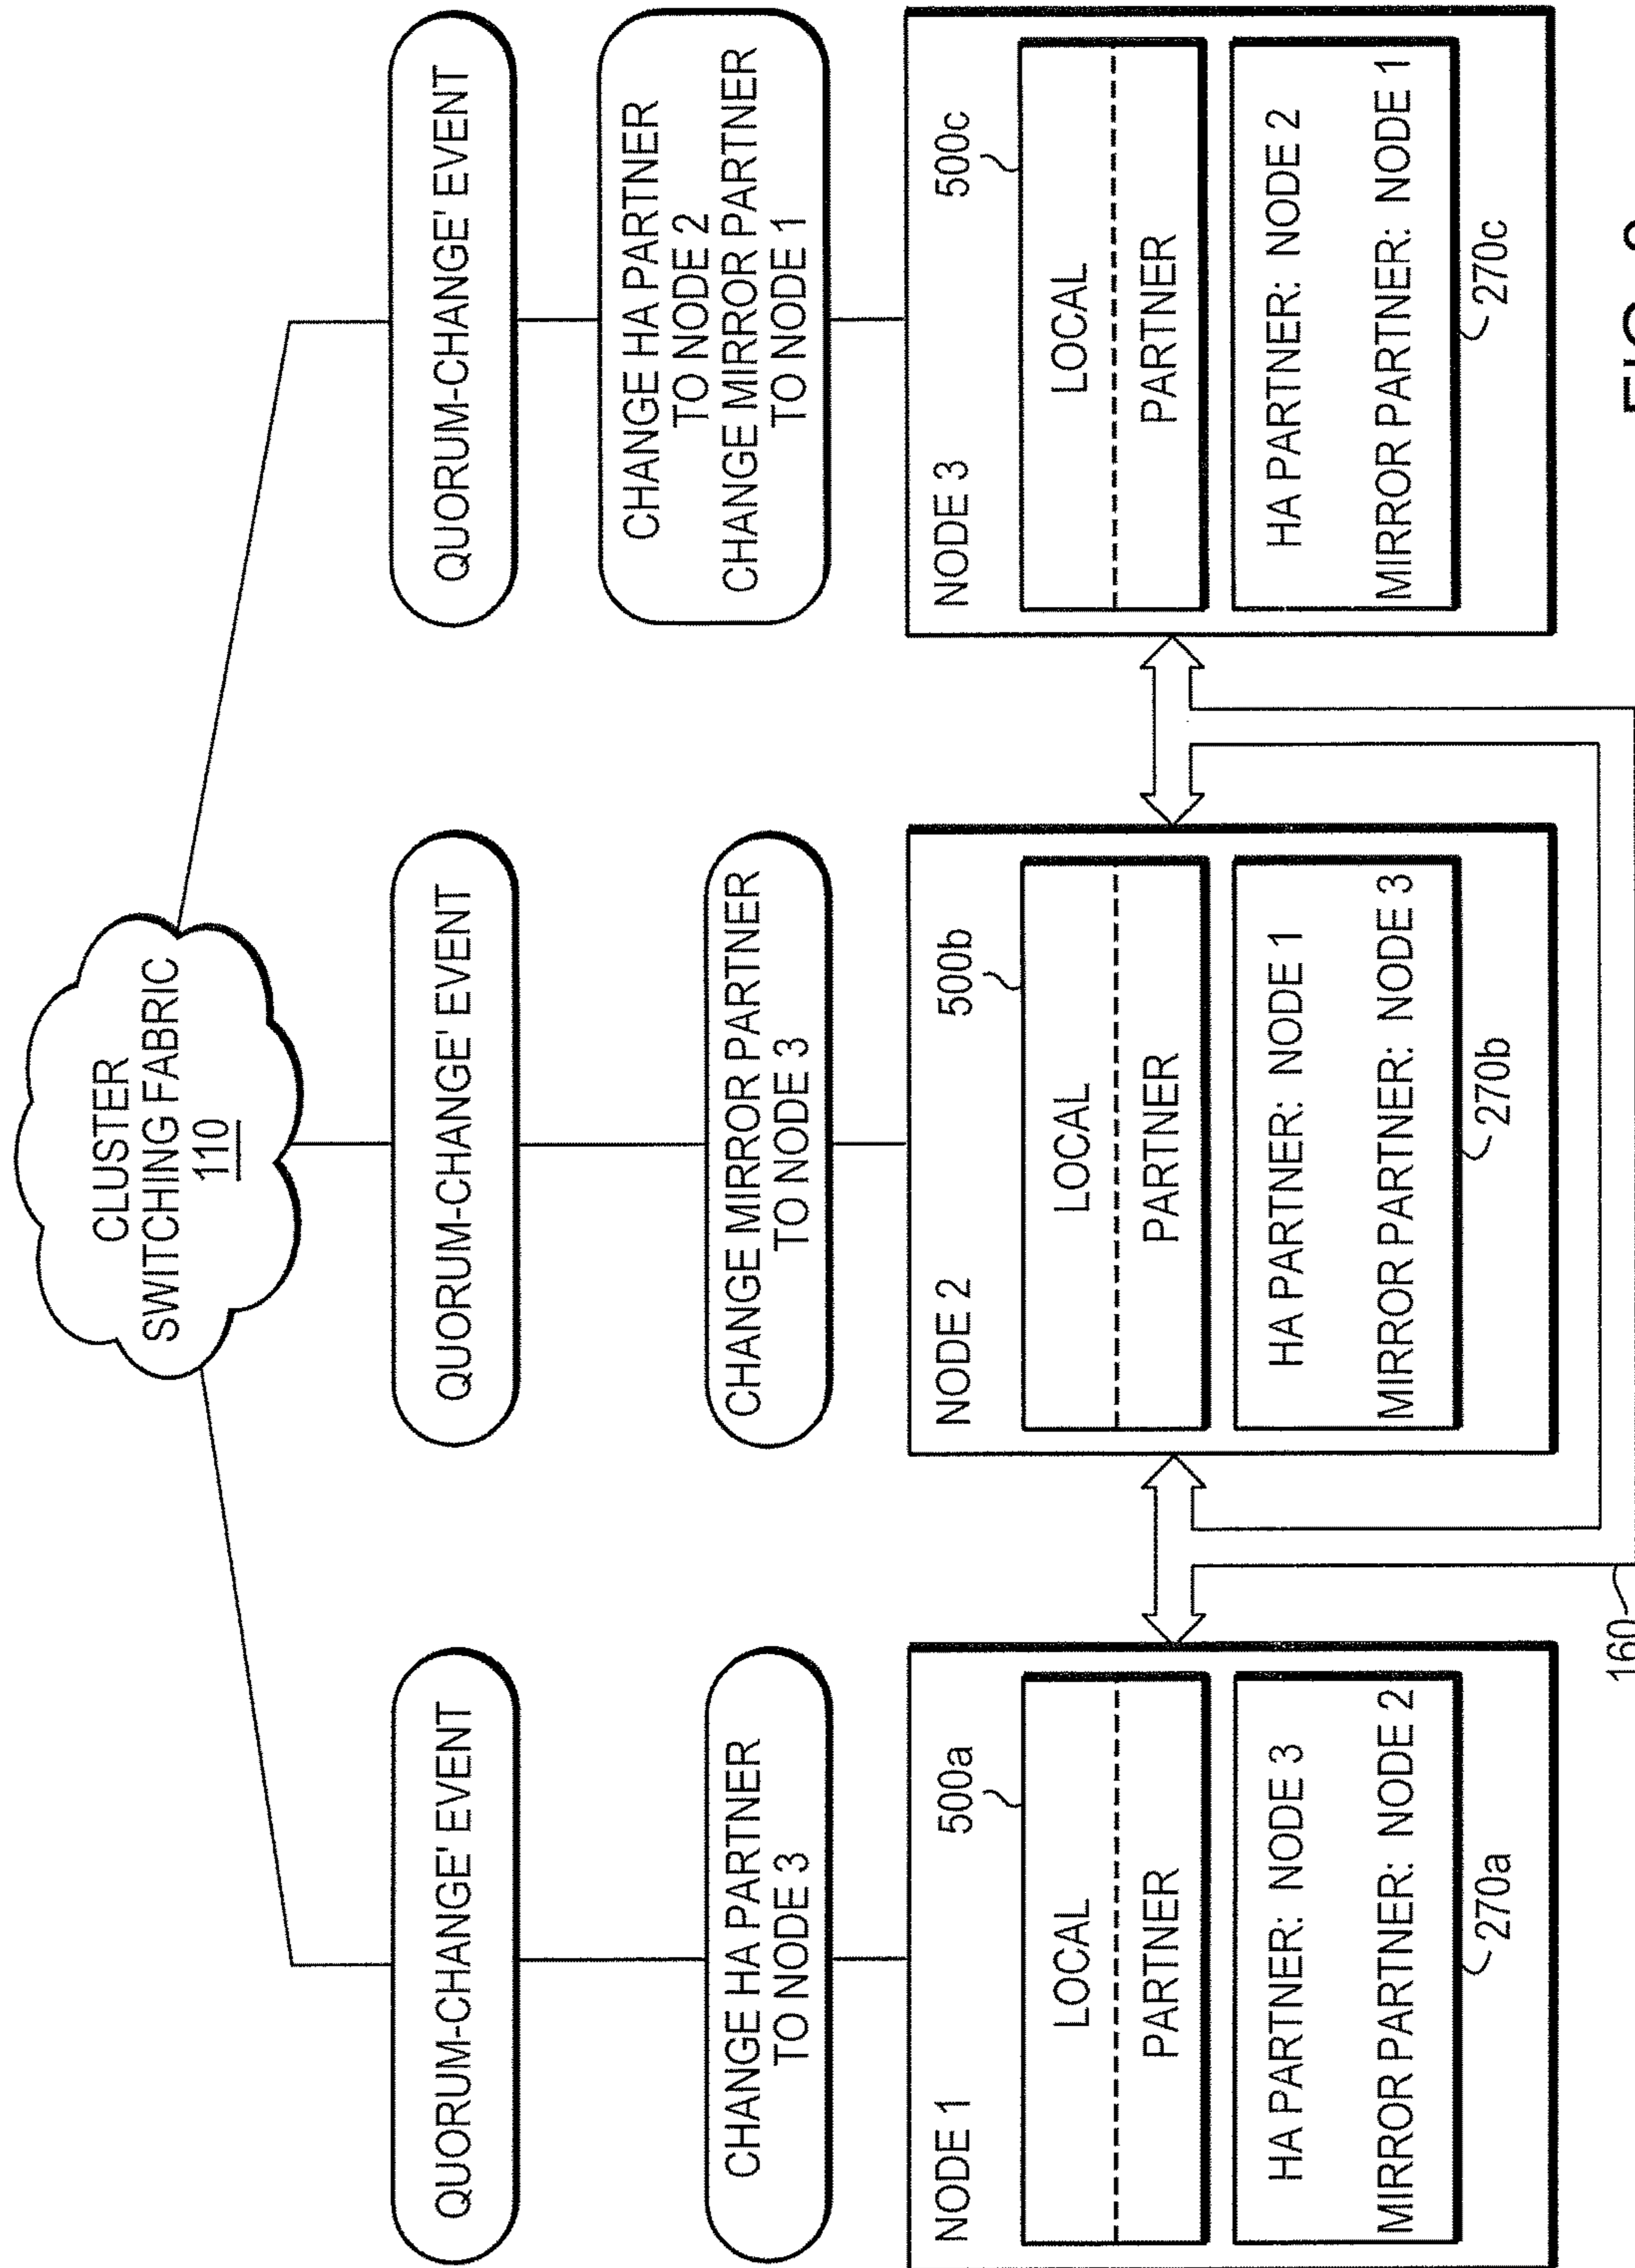 CLUSTER
SWITCHING FABRIC
110
QUORUM-CHANGE' EVENT
QUORUM-CHANGE' EVENT
QUORUM-CHANGE' EVENT
CHANGE HA PARTNER
TO NODE 3
CHANGE MIRROR PARTNER
TO NODE 3
CHANGE HA PARTNER
TO NODE 2
CHANGE MIRROR PARTNER
TO NODE 1
NODE 1
500a
LOCAL
PARTNER
HA PARTNER: NODE 3
MIRROR PARTNER: NODE 2
270a
NODE 2
500b
LOCAL
PARTNER
HA PARTNER: NODE 1
MIRROR PARTNER: NODE 3
270b
NODE 3
500c
LOCAL
PARTNER
HA PARTNER: NODE 2
MIRROR PARTNER: NODE 1
270c
160